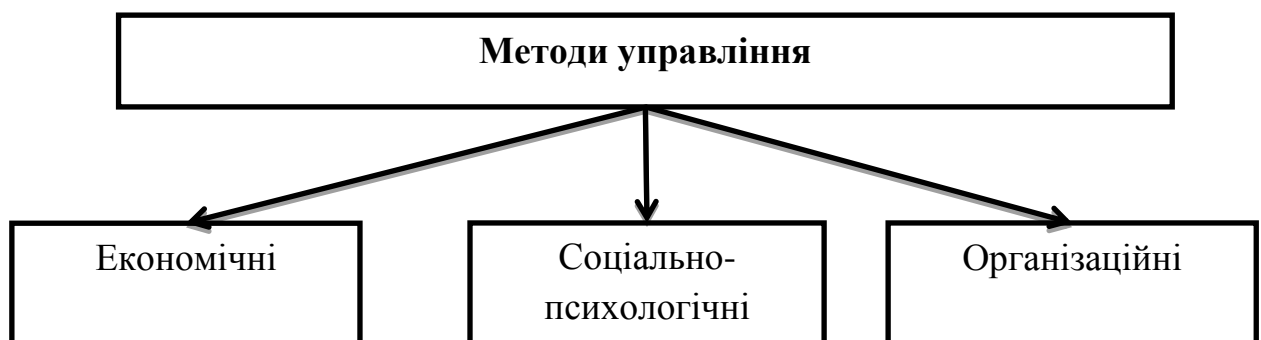 Методи управління
Економічні
Соціально-
психологічні
Організаційні